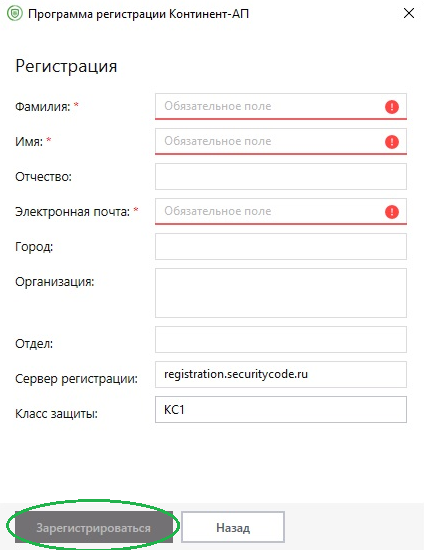 Программа регистрации Континент-АП
Регистрация
Фамилия: * Обязательное поле
Имя: * Обязательное поле
Отчество:
Электронная почта: * Обязательное поле
Город:
Организация:
Отдел:
Сервер регистрации: registration.securitycode.ru
Класс защиты: КС1
Зарегистрироваться Назад